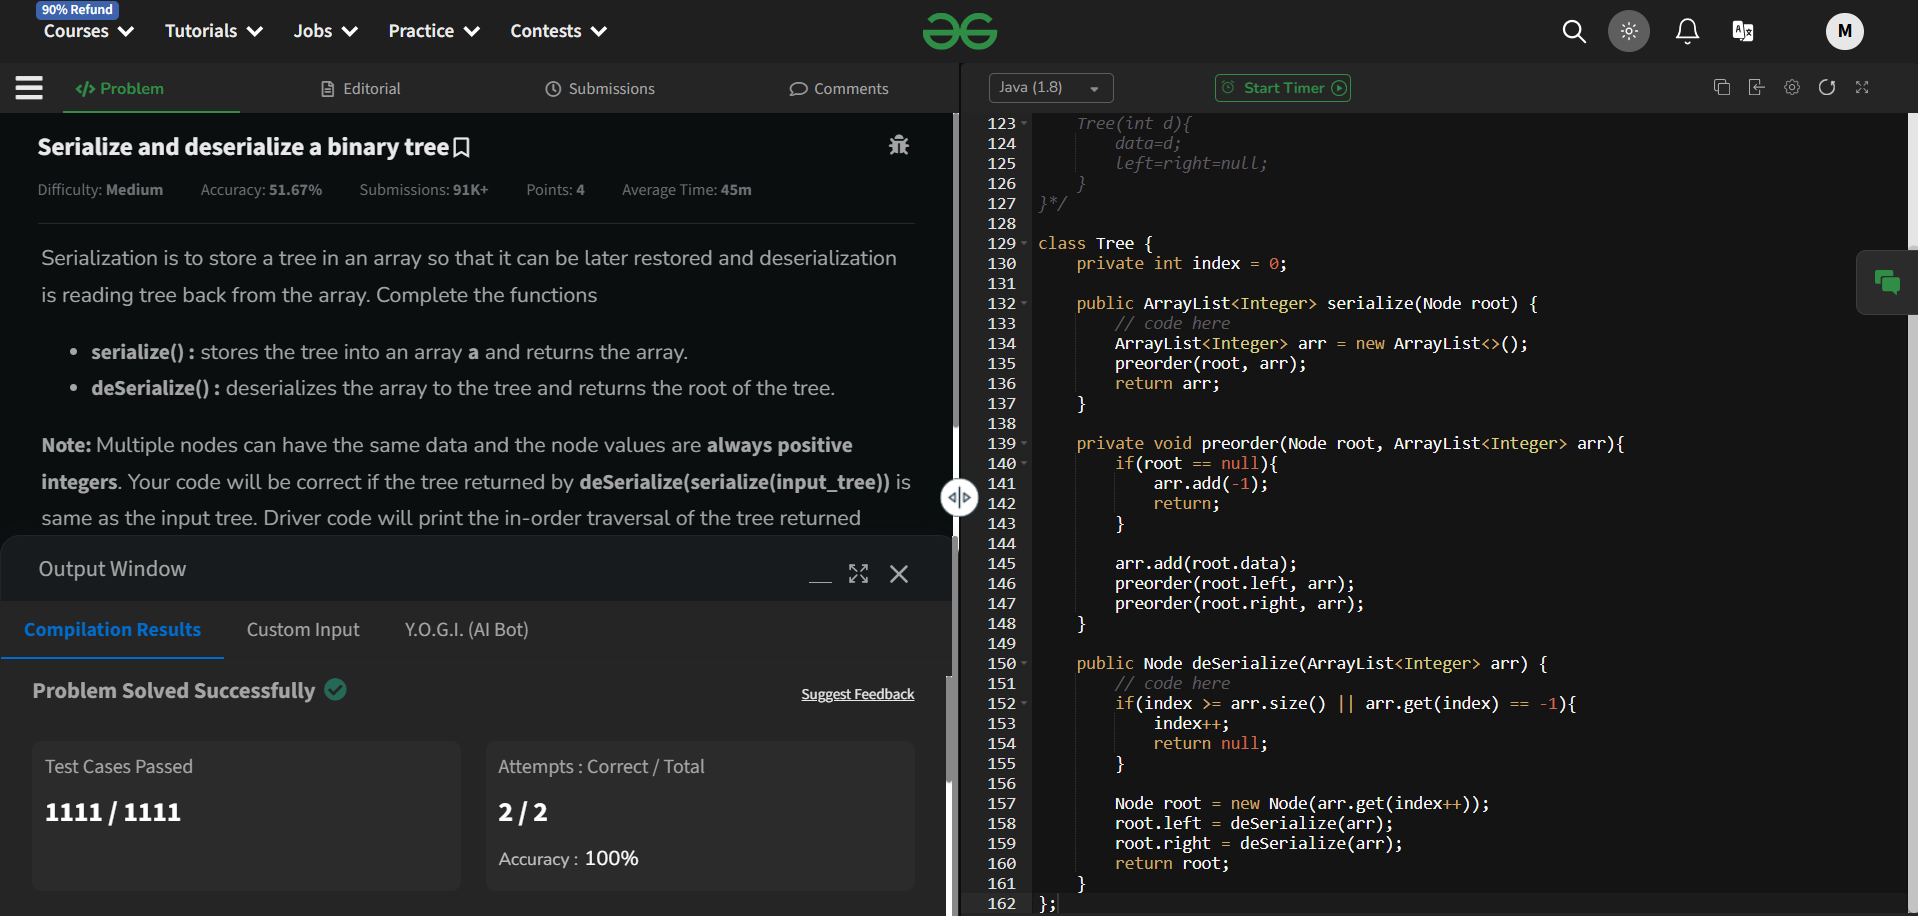 90% Refund
Courses Tutorials Jobs Practice Contests
M
Problem Editorial Submissions Comments
Serialize and deserialize a binary tree
Difficulty: Medium Accuracy: 51.67% Submissions: 91K+ Points: 4 Average Time: 45m
Serialization is to store a tree in an array so that it can be later restored and deserialization
is reading tree back from the array. Complete the functions
• serialize() : stores the tree into an array a and returns the array.
• deSerialize() : deserializes the array to the tree and returns the root of the tree.
Note: Multiple nodes can have the same data and the node values are always positive
integers. Your code will be correct if the tree returned by deSerialize(serialize(input_tree)) is
same as the input tree. Driver code will print the in-order traversal of the tree returned
Output Window
Compilation Results Custom Input Y.O.G.I. (AI Bot)
Problem Solved Successfully
Suggest Feedback
Test Cases Passed
1111 / 1111
Attempts : Correct / Total
2 / 2
Accuracy : 100%
Java (1.8) Start Timer
123 Tree(int d){
124 data=d;
125 left=right=null;
126 }
127 }*/
128
129 class Tree {
130 private int index = 0;
131
132 public ArrayList<Integer> serialize(Node root) {
133 // code here
134 ArrayList<Integer> arr = new ArrayList<>();
135 preorder(root, arr);
136 return arr;
137 }
138
139 private void preorder(Node root, ArrayList<Integer> arr){
140 if(root == null){
141 arr.add(-1);
142 return;
143 }
144
145 arr.add(root.data);
146 preorder(root.left, arr);
147 preorder(root.right, arr);
148 }
149
150 public Node deSerialize(ArrayList<Integer> arr) {
151 // code here
152 if(index >= arr.size() || arr.get(index) == -1){
153 index++;
154 return null;
155 }
156
157 Node root = new Node(arr.get(index++));
158 root.left = deSerialize(arr);
159 root.right = deSerialize(arr);
160 return root;
161 }
162 };